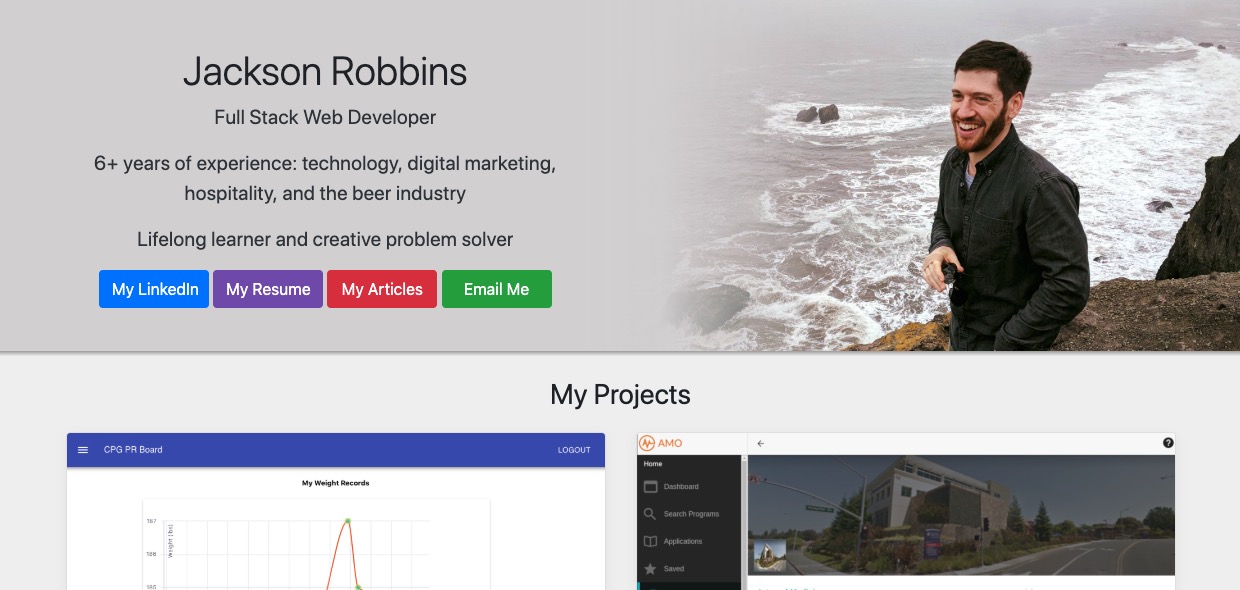 Jackson Robbins
Full Stack Web Developer
6+ years of experience: technology, digital marketing,
hospitality, and the beer industry
Lifelong learner and creative problem solver
My LinkedIn
My Resume
My Articles
Email Me
My Projects
CPG PR Board
LOGOUT
My Weight Records
187
186
185
Weight (lbs)
AMO
Home
Dashboard
Search Programs
Applications
Saved